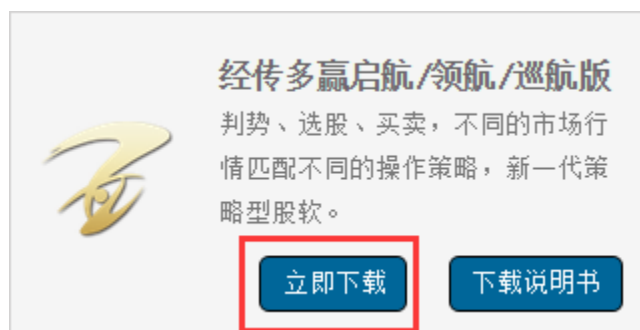 经传多赢启航/领航/巡航版
判势、选股、买卖，不同的市场行
情匹配不同的操作策略，新一代策
略型股软。
立即下载 下载说明书